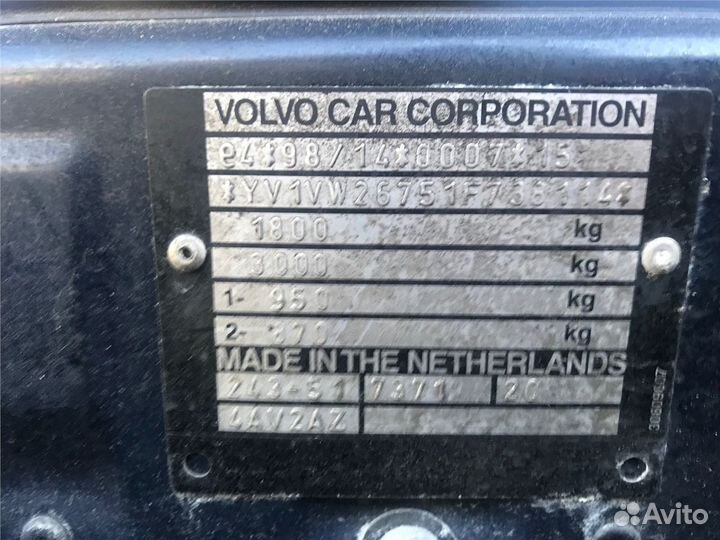 VOLVO CAR CORPORATION
e4*98/14*0007*15
1800 kg
3000 kg
1- 950 kg
2- 870 kg
MADE IN THE NETHERLANDS
243-51 7371 20
4AV2AZ
Avito